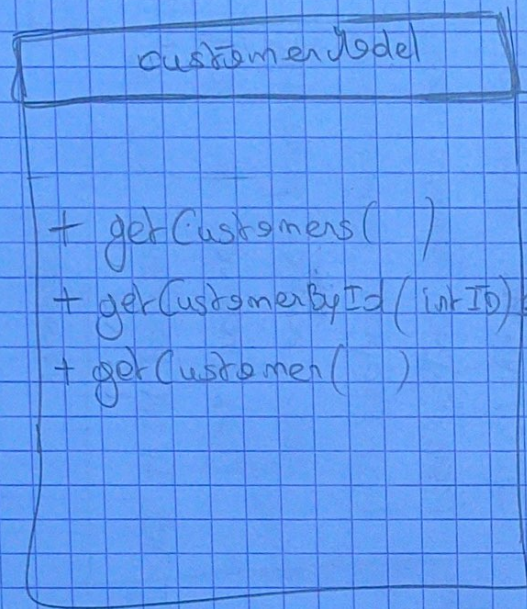 customerModel
+ getCustomers( )
+ getCustomerById(int ID)
+ getCustomer( )